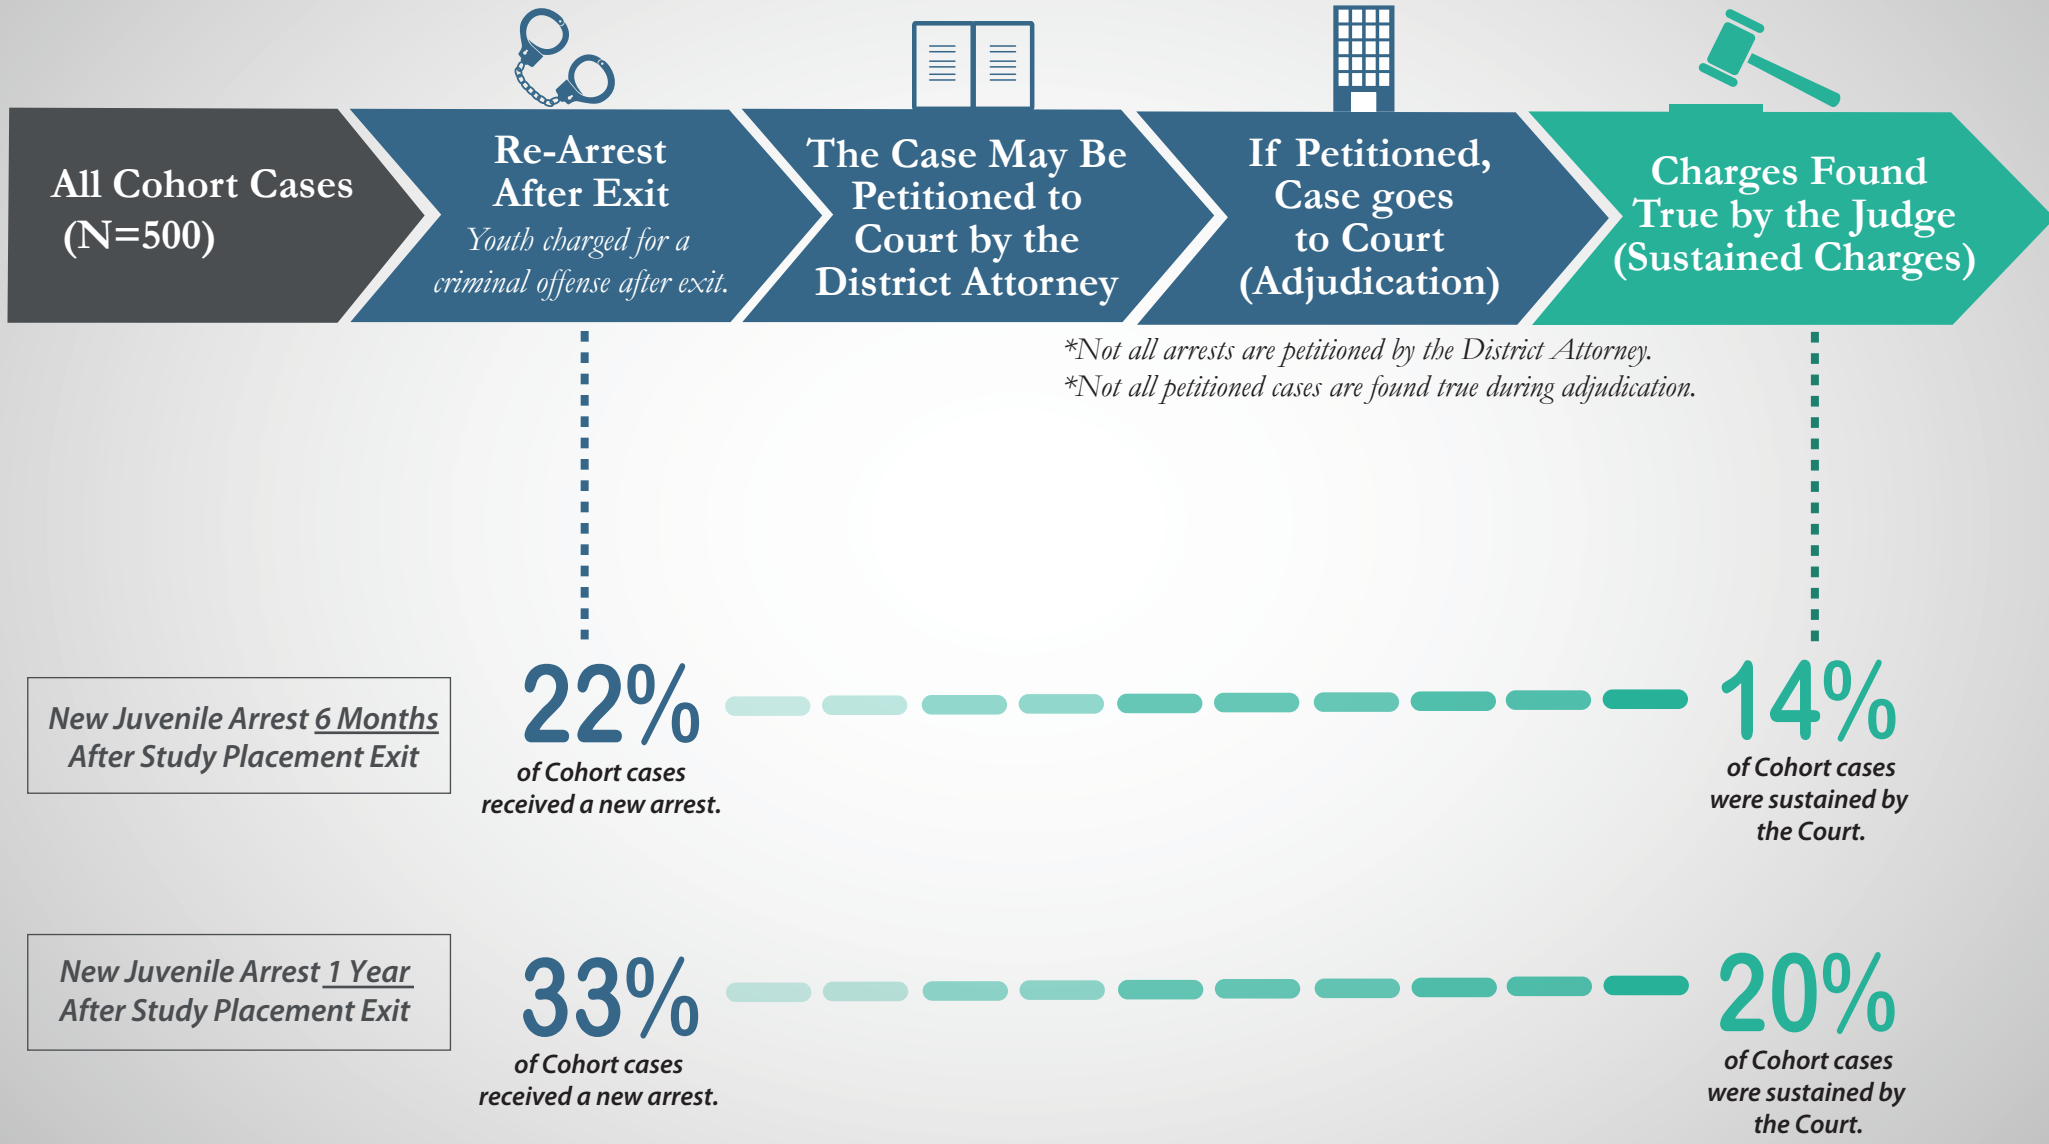 All Cohort Cases
(N=500)
Re-Arrest
After Exit
Youth charged for a
criminal offense after exit.
The Case May Be
Petitioned to
Court by the
District Attorney
If Petitioned,
Case goes
to Court
(Adjudication)
Charges Found
True by the Judge
(Sustained Charges)
*Not all arrests are petitioned by the District Attorney.
*Not all petitioned cases are found true during adjudication.
New Juvenile Arrest 6 Months
After Study Placement Exit
22%
of Cohort cases
received a new arrest.
14%
of Cohort cases
were sustained by
the Court.
New Juvenile Arrest 1 Year
After Study Placement Exit
33%
of Cohort cases
received a new arrest.
20%
of Cohort cases
were sustained by
the Court.